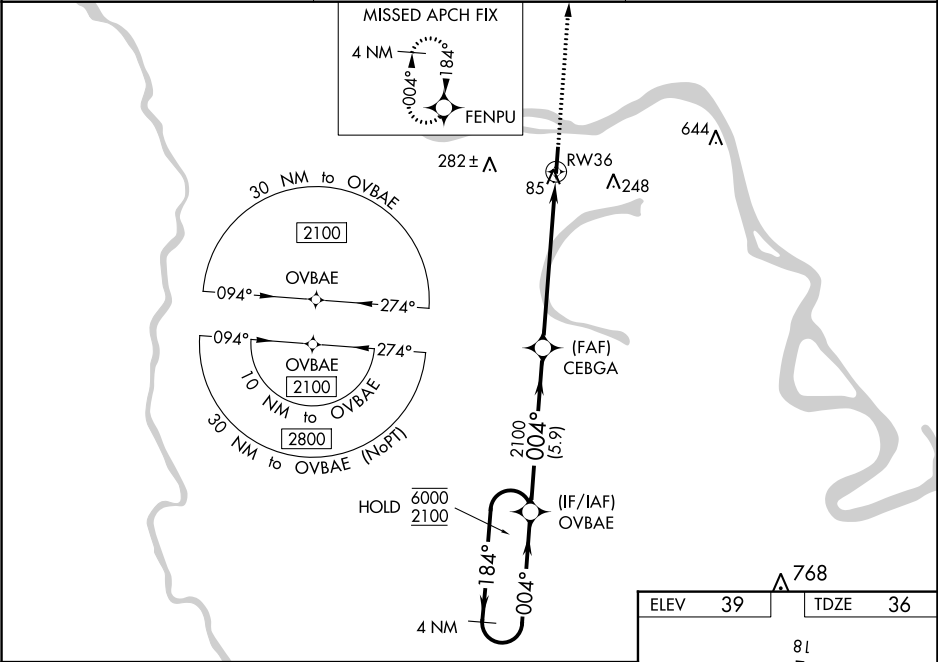 MISSED APCH FIX
4 NM
004°
184°
FENPU
644
282±
RW36
85
248
30 NM to OVBAE
2100
OVBAE
094°
274°
094°
274°
OVBAE
2100
10 NM to OVBAE
2800
30 NM to OVBAE (NoPT)
(FAF)
CEBGA
2100
004°
(5.9)
HOLD
6000
2100
(IF/IAF)
OVBAE
184°
004°
4 NM
768
ELEV 39
TDZE 36
18